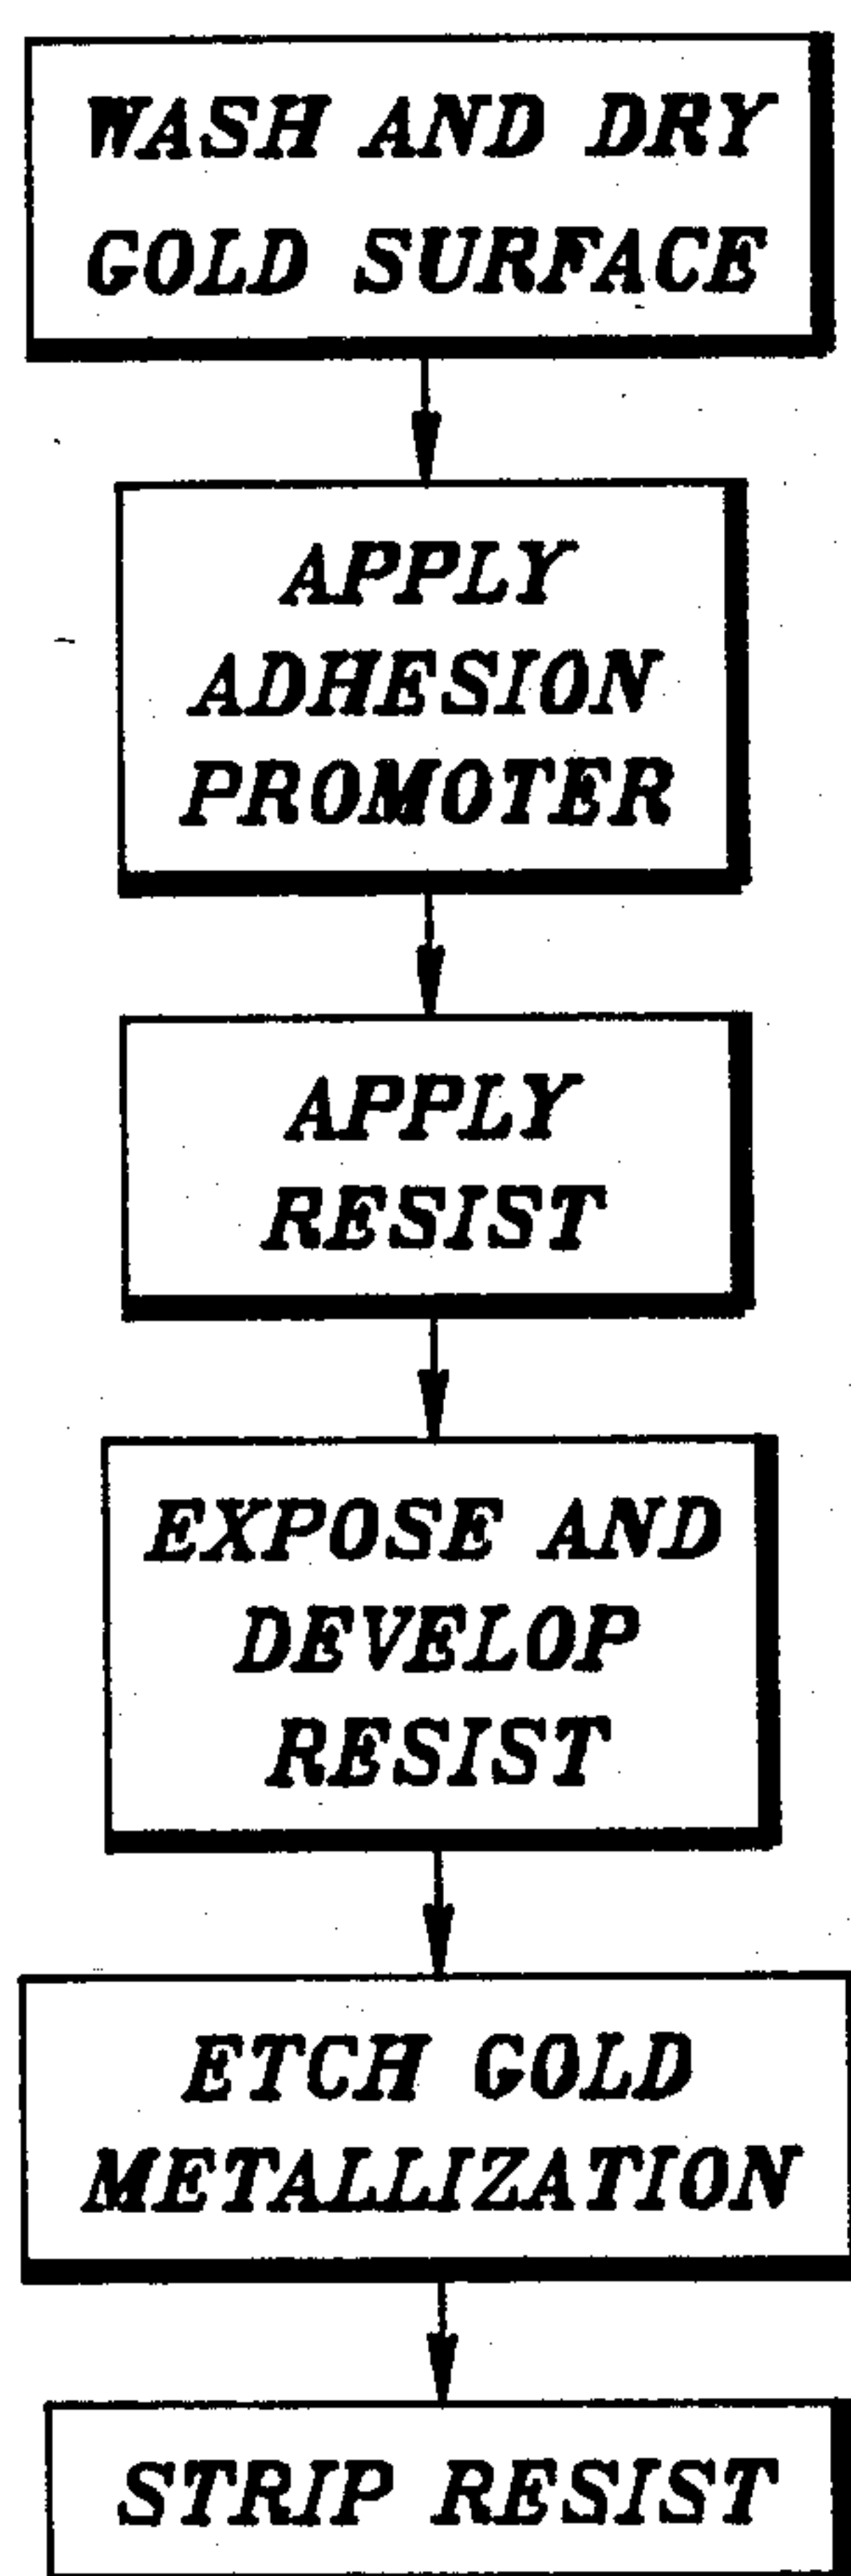 WASH AND DRY
GOLD SURFACE
APPLY
ADHESION
PROMOTER
APPLY
RESIST
EXPOSE AND
DEVELOP
RESIST
ETCH GOLD
METALLIZATION
STRIP RESIST